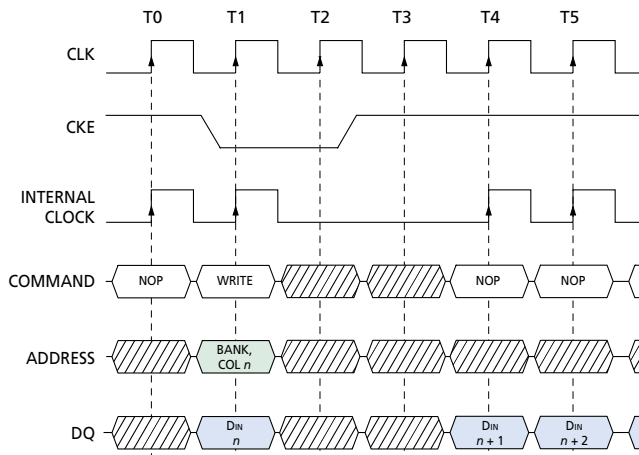 T0 T1 T2 T3 T4 T5
CLK
CKE
INTERNAL
CLOCK
COMMAND NOP WRITE NOP NOP
ADDRESS BANK,
COL n
DQ DIN DIN DIN
n n + 1 n + 2